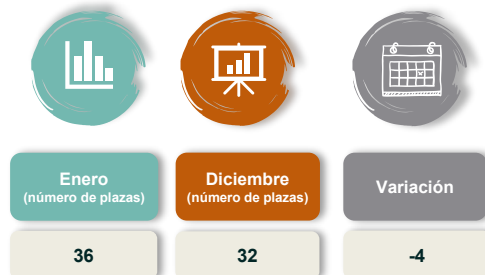 Enero
(número de plazas)
Diciembre
(número de plazas)
Variación
36
32
-4